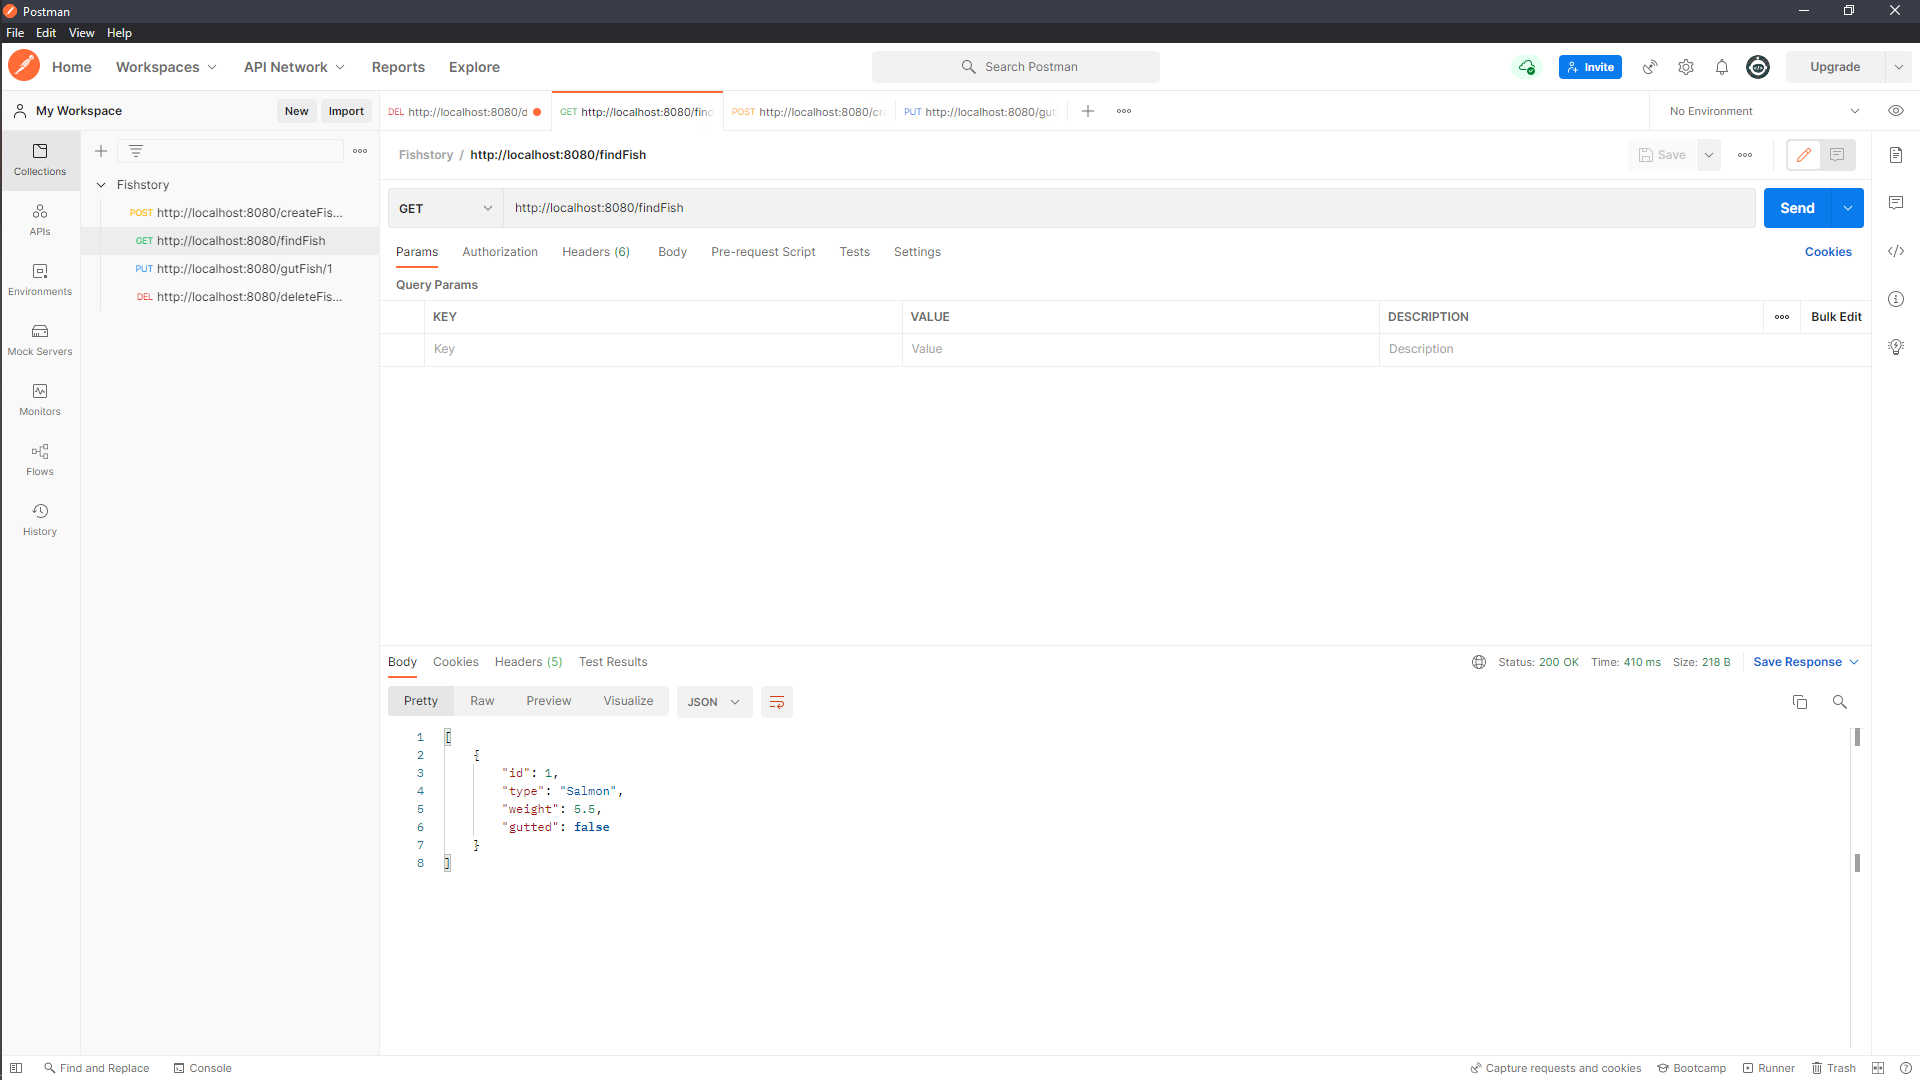 Postman
File Edit View Help
Home Workspaces API Network Reports Explore Search Postman Invite Upgrade
My Workspace New Import
DEL http://localhost:8080/d GET http://localhost:8080/find POST http://localhost:8080/cr PUT http://localhost:8080/gut No Environment
Collections
APIs
Environments
Mock Servers
Monitors
Flows
History
Fishstory
POST http://localhost:8080/createFis...
GET http://localhost:8080/findFish
PUT http://localhost:8080/gutFish/1
DEL http://localhost:8080/deleteFis...
Fishstory / http://localhost:8080/findFish Save
GET http://localhost:8080/findFish Send
Params Authorization Headers (6) Body Pre-request Script Tests Settings Cookies
Query Params
KEY VALUE DESCRIPTION Bulk Edit
Key Value Description
Body Cookies Headers (5) Test Results Status: 200 OK Time: 410 ms Size: 218 B Save Response
Pretty Raw Preview Visualize JSON
1 [
2 {
3 "id": 1,
4 "type": "Salmon",
5 "weight": 5.5,
6 "gutted": false
7 }
8 ]
Find and Replace Console Capture requests and cookies Bootcamp Runner Trash